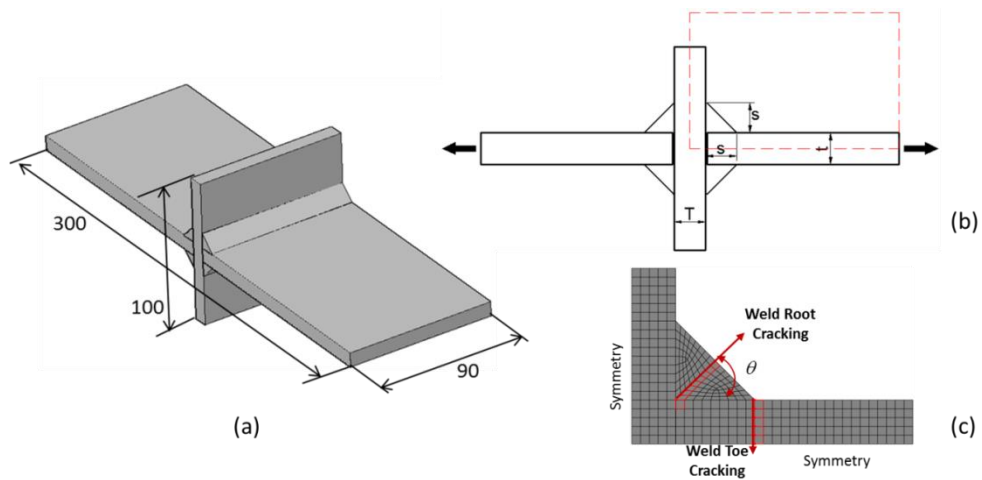 300
100
90
(a)
s
s
t
T
(b)
Weld Root
Cracking
θ
Symmetry
Weld Toe
Cracking
Symmetry
(c)